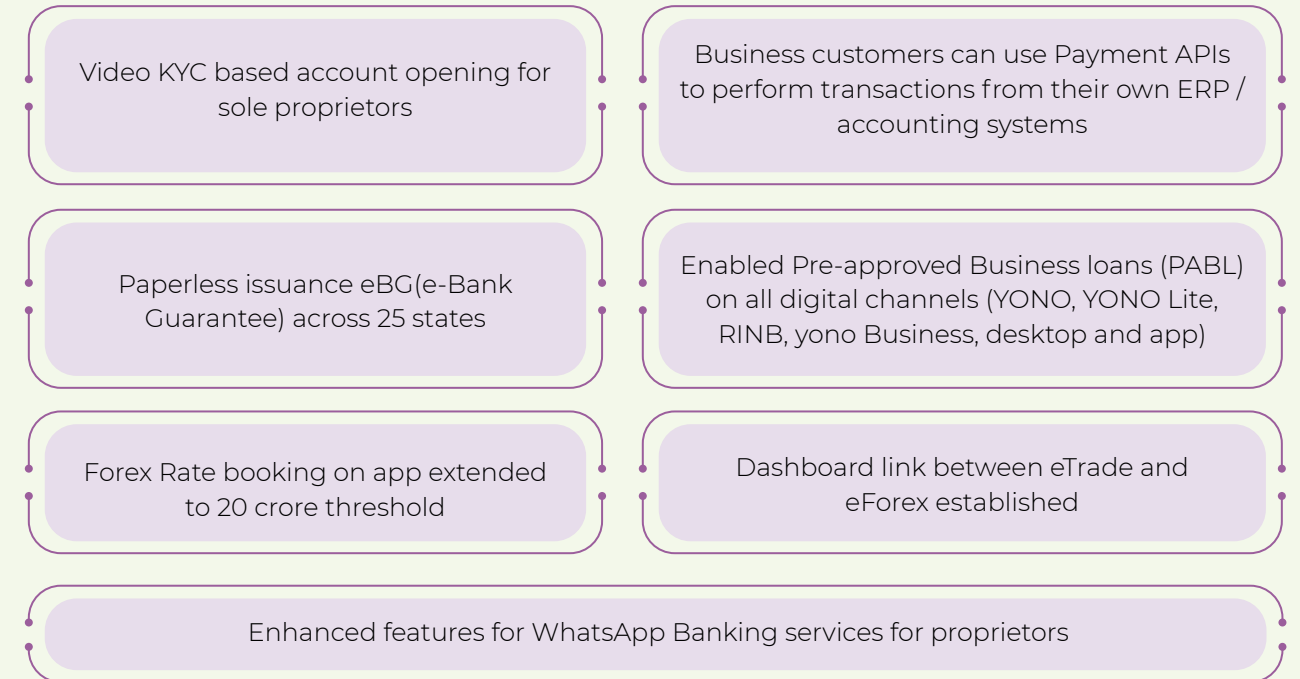 Video KYC based account opening for
sole proprietors
Business customers can use Payment APIs
to perform transactions from their own ERP /
accounting systems
Paperless issuance eBG(e-Bank
Guarantee) across 25 states
Enabled Pre-approved Business loans (PABL)
on all digital channels (YONO, YONO Lite,
RINB, yono Business, desktop and app)
Forex Rate booking on app extended
to 20 crore threshold
Dashboard link between eTrade and
eForex established
Enhanced features for WhatsApp Banking services for proprietors